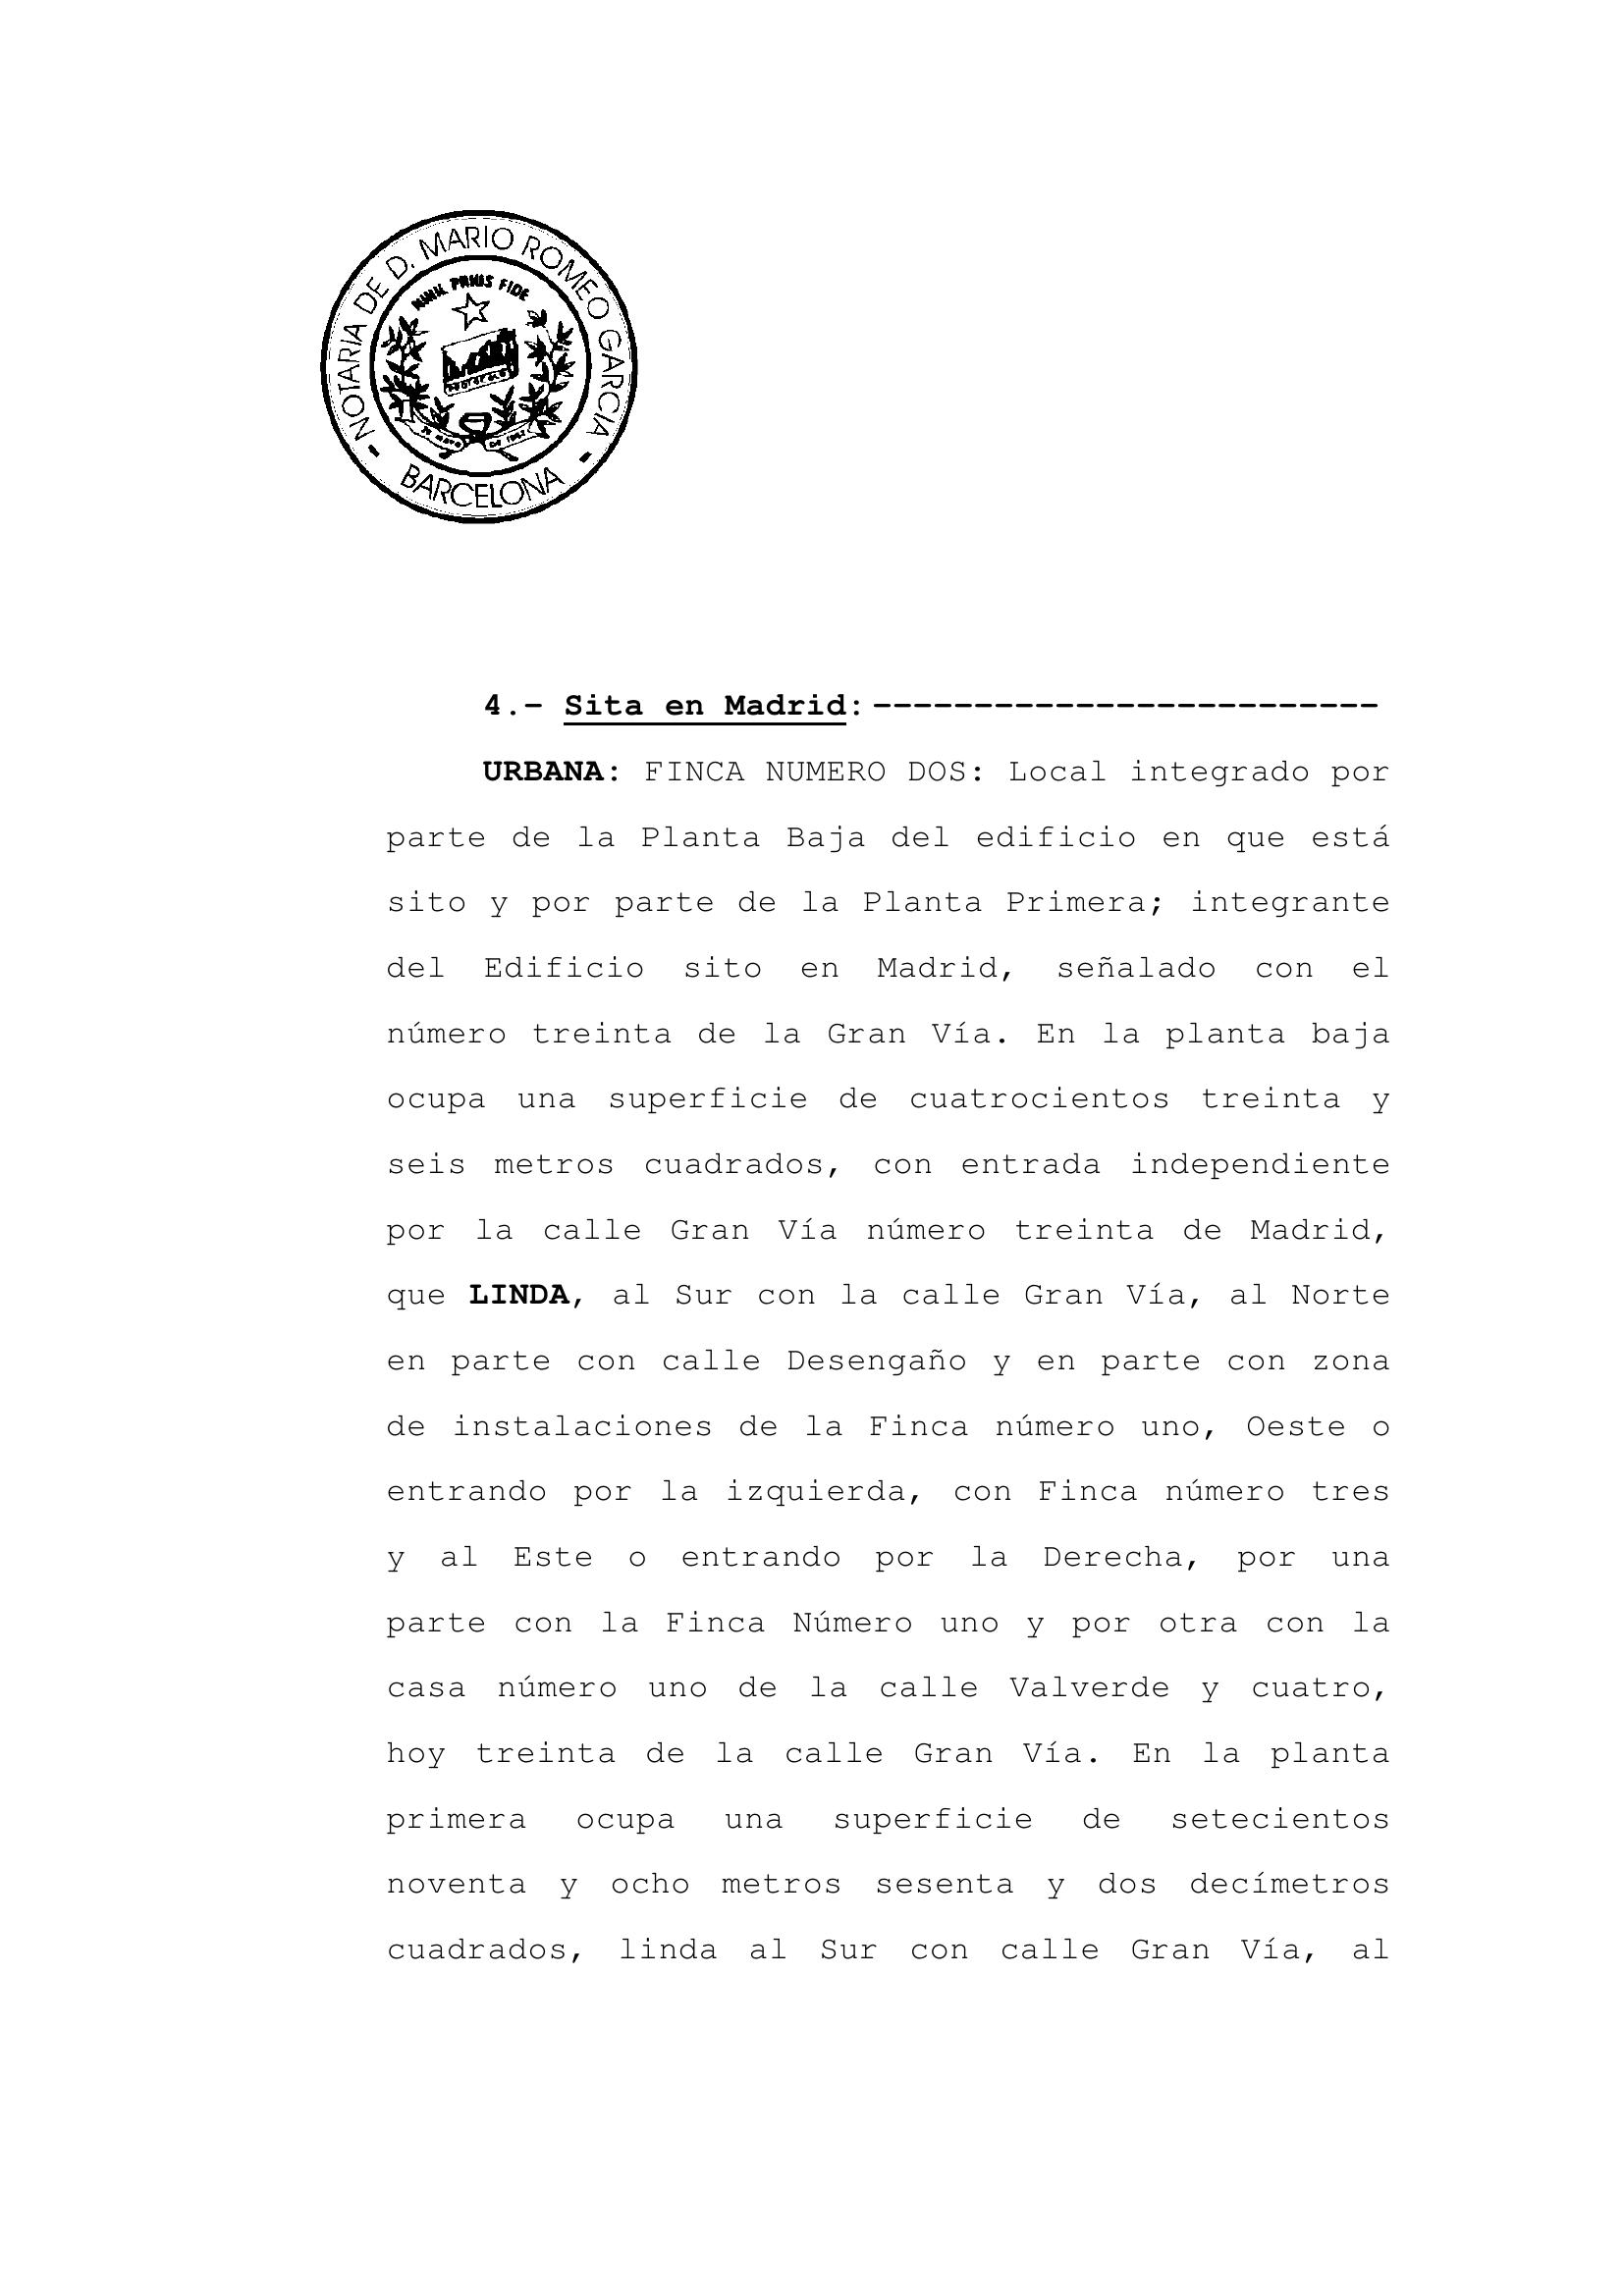 NOTARIA DE D. MARIO ROMEO GARCIA
NIHIL PRIUS FIDE
BARCELONA
4.- Sita en Madrid:-------------------------
URBANA: FINCA NUMERO DOS: Local integrado por
parte de la Planta Baja del edificio en que está
sito y por parte de la Planta Primera; integrante
del Edificio sito en Madrid, señalado con el
número treinta de la Gran Vía. En la planta baja
ocupa una superficie de cuatrocientos treinta y
seis metros cuadrados, con entrada independiente
por la calle Gran Vía número treinta de Madrid,
que LINDA, al Sur con la calle Gran Vía, al Norte
en parte con calle Desengaño y en parte con zona
de instalaciones de la Finca número uno, Oeste o
entrando por la izquierda, con Finca número tres
y al Este o entrando por la Derecha, por una
parte con la Finca Número uno y por otra con la
casa número uno de la calle Valverde y cuatro,
hoy treinta de la calle Gran Vía. En la planta
primera ocupa una superficie de setecientos
noventa y ocho metros sesenta y dos decímetros
cuadrados, linda al Sur con calle Gran Vía, al